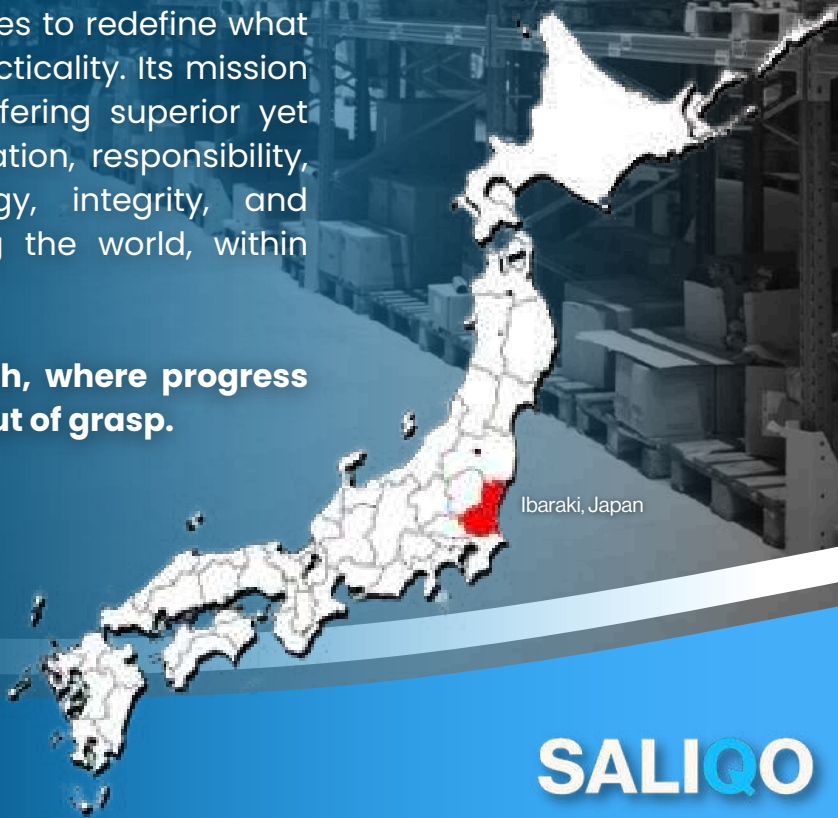 es to redefine what
cticality. Its mission
fering superior yet
ation, responsibility,
gy, integrity, and
g the world, within
h, where progress
ut of grasp.
Ibaraki, Japan
SALIQO